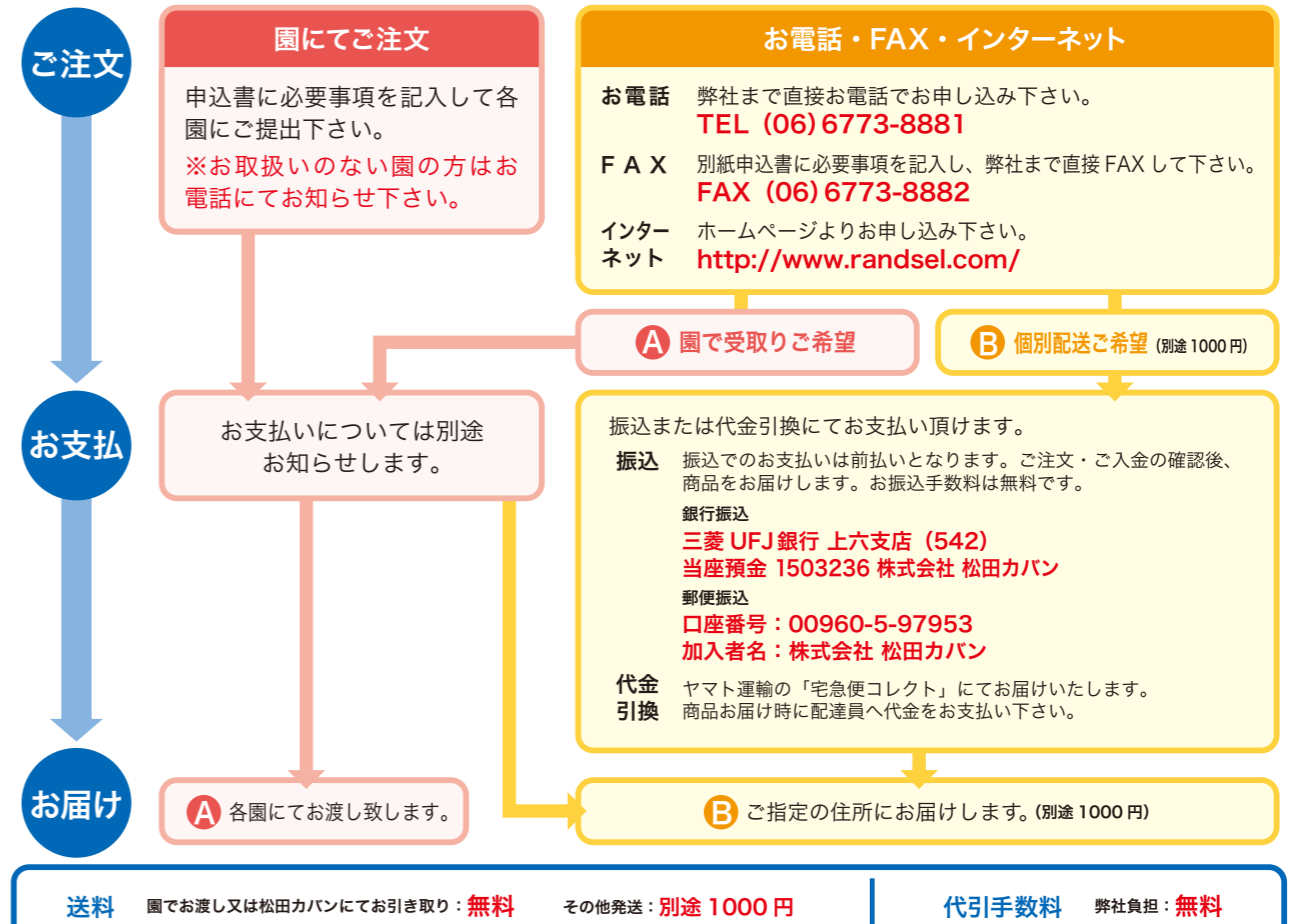 ご注文
園にてご注文
申込書に必要事項を記入して各
園にご提出下さい。
※お取扱いのない園の方はお
電話にてお知らせ下さい。
お電話・FAX・インターネット
お電話 弊社まで直接お電話でお申し込み下さい。
TEL (06) 6773-8881
FAX 別紙申込書に必要事項を記入し、弊社まで直接 FAX して下さい。
FAX (06) 6773-8882
インター ホームページよりお申し込み下さい。
ネット http://www.randsel.com/
A 園で受取りご希望
B 個別配送ご希望 (別途 1000 円)
お支払
お支払いについては別途
お知らせします。
振込または代金引換にてお支払い頂けます。
振込 振込でのお支払いは前払いとなります。ご注文・ご入金の確認後、
商品をお届けします。お振込手数料は無料です。
銀行振込
三菱 UFJ 銀行 上六支店（542）
当座預金 1503236 株式会社 松田カバン
郵便振込
口座番号：00960-5-97953
加入者名：株式会社 松田カバン
代金 ヤマト運輸の「宅急便コレクト」にてお届けいたします。
引換 商品お届け時に配達員へ代金をお支払い下さい。
お届け
A 各園にてお渡し致します。
B ご指定の住所にお届けします。(別途 1000 円)
送料 園でお渡し又は松田カバンにてお引き取り：無料 その他発送：別途 1000 円
代引手数料 弊社負担：無料